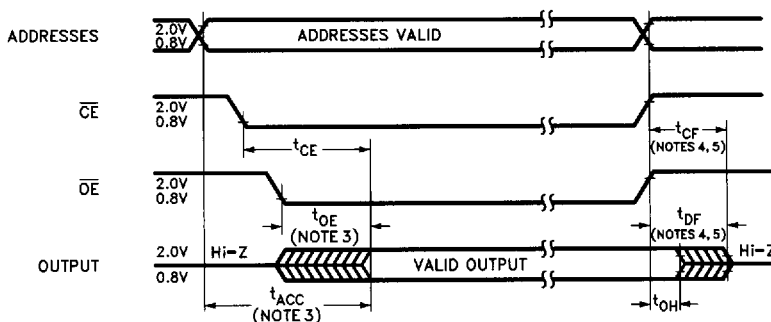 ADDRESSES
2.0V
0.8V
ADDRESSES VALID
CE
2.0V
0.8V
tCE
tCF
(NOTES 4, 5)
OE
2.0V
0.8V
tOE
(NOTE 3)
tDF
(NOTES 4, 5)
OUTPUT
2.0V
0.8V
Hi-Z
VALID OUTPUT
Hi-Z
tACC
(NOTE 3)
tOH